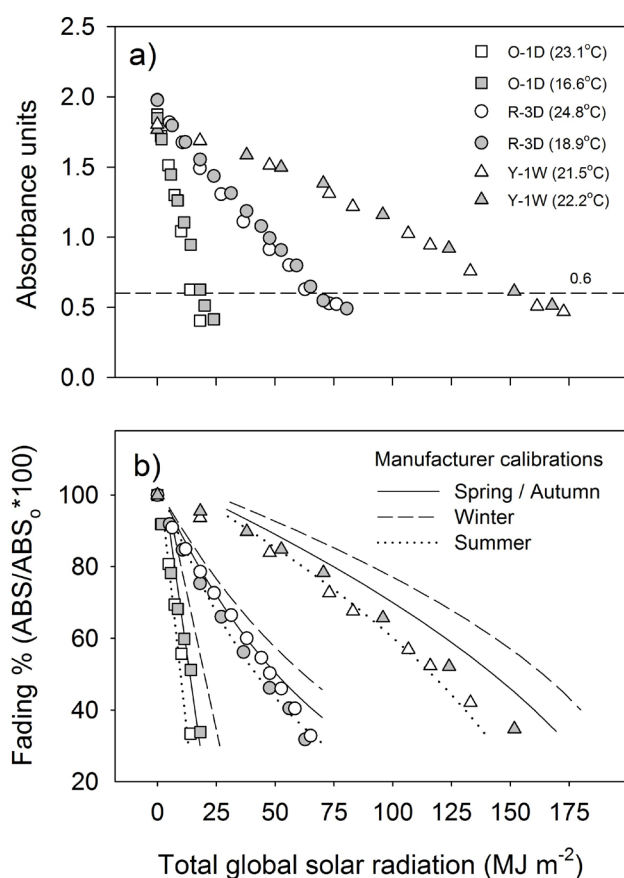 a)
O-1D (23.1°C)
O-1D (16.6°C)
R-3D (24.8°C)
R-3D (18.9°C)
Y-1W (21.5°C)
Y-1W (22.2°C)
2.5
2.0
1.5
1.0
0.5
0.0
Absorbance units
0.6
b)
Manufacturer calibrations
Spring / Autumn
Winter
Summer
100
80
60
40
20
Fading % (ABS/ABSo*100)
0 25 50 75 100 125 150 175
Total global solar radiation (MJ m-2)